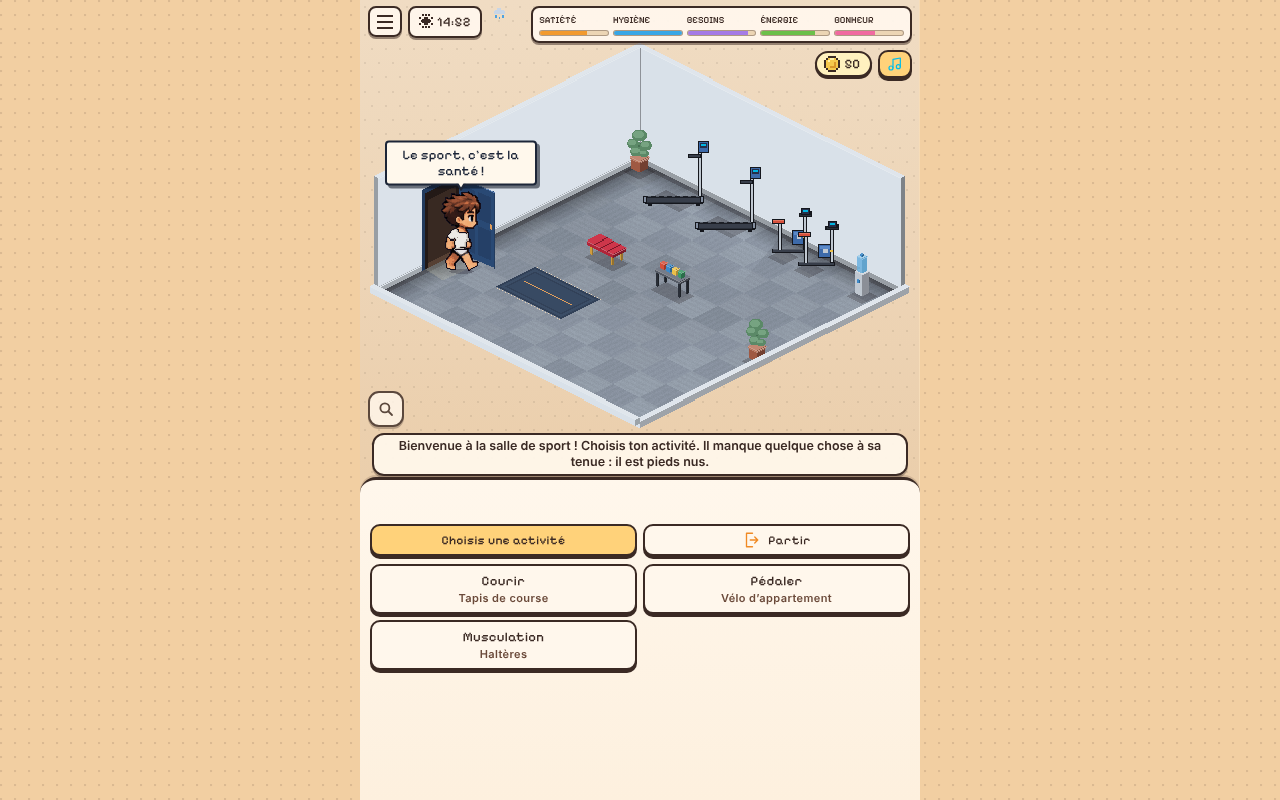 14:58
SATIÉTÉ
HYGIÈNE
BESOINS
ÉNERGIE
BONHEUR
80
Le sport, c'est la
santé !
Bienvenue à la salle de sport ! Choisis ton activité. Il manque quelque chose à sa
tenue : il est pieds nus.
Choisis une activité
Partir
Courir
Tapis de course
Pédaler
Vélo d'appartement
Musculation
Haltères